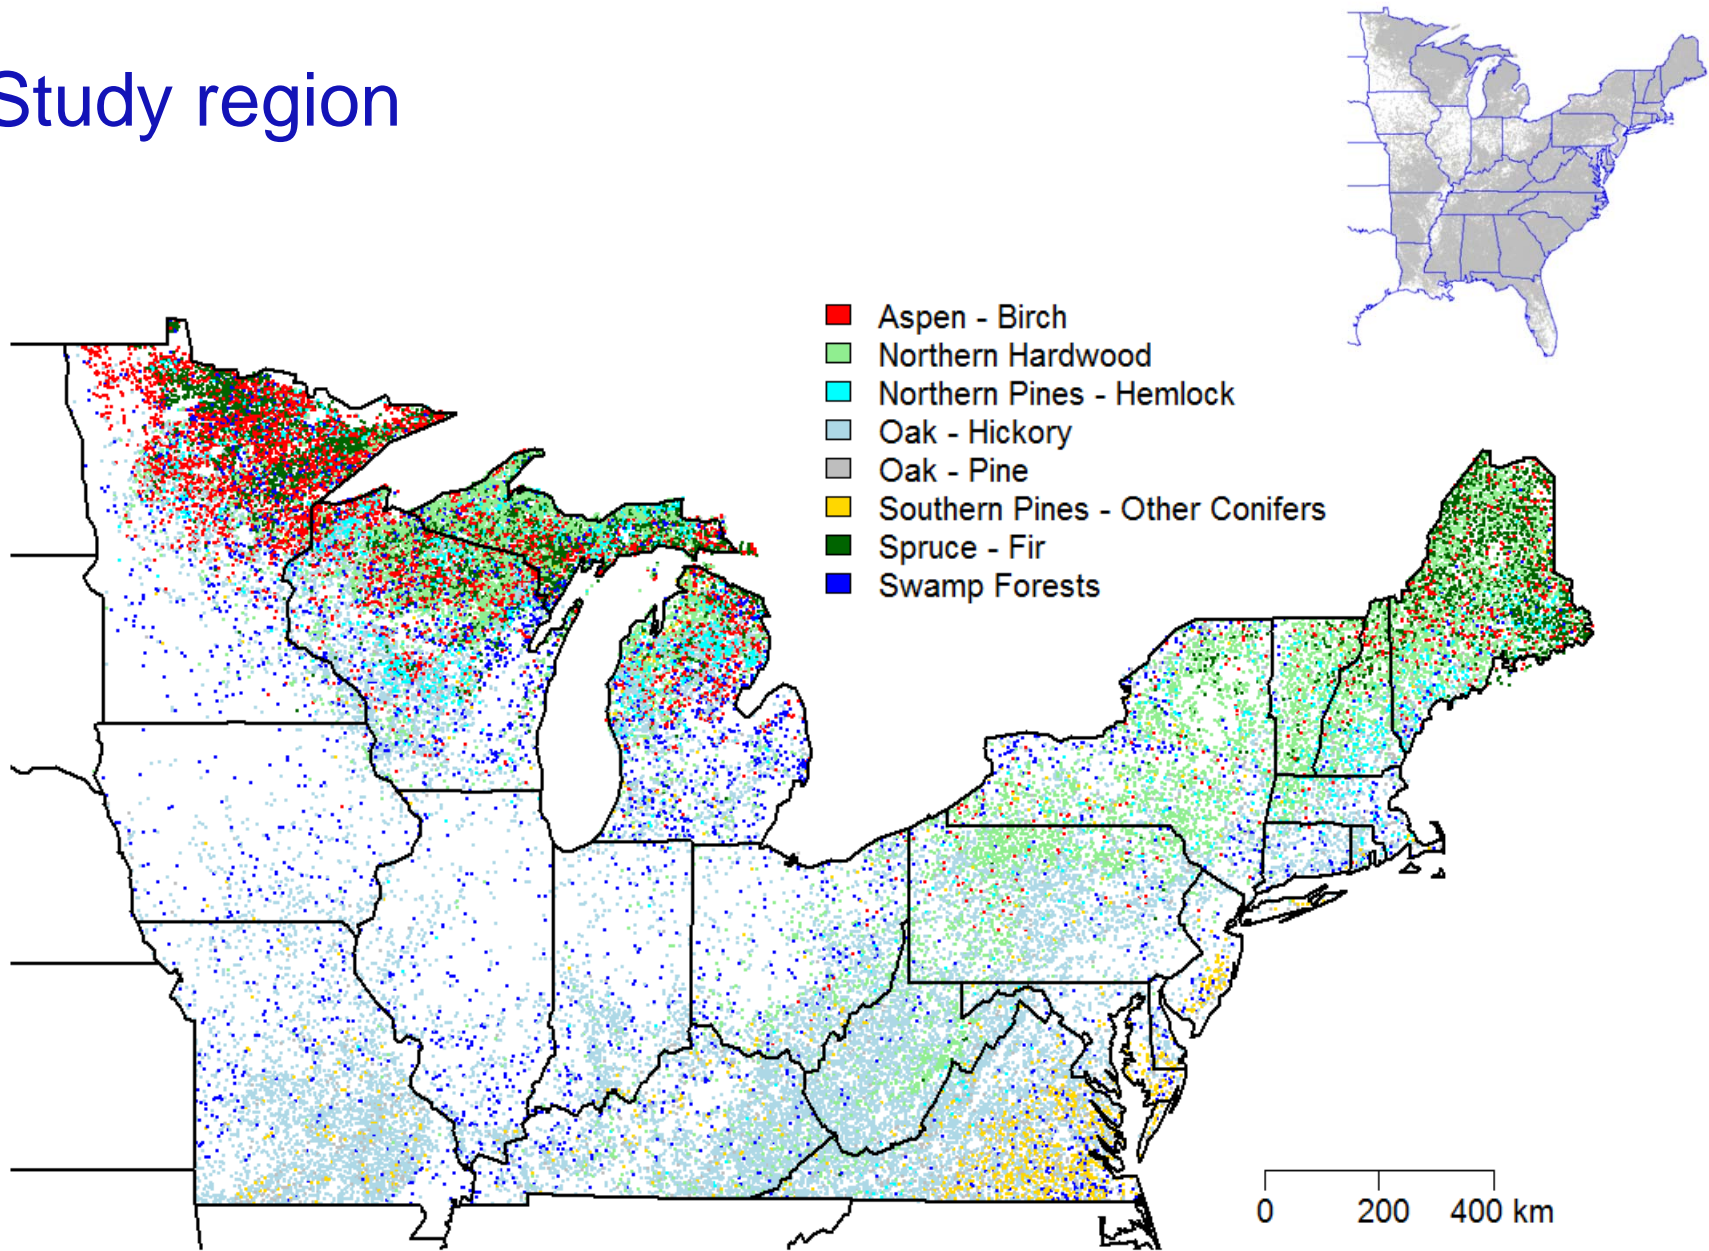 Study region
Aspen - Birch
Northern Hardwood
Northern Pines - Hemlock
Oak - Hickory
Oak - Pine
Southern Pines - Other Conifers
Spruce - Fir
Swamp Forests
0 200 400 km